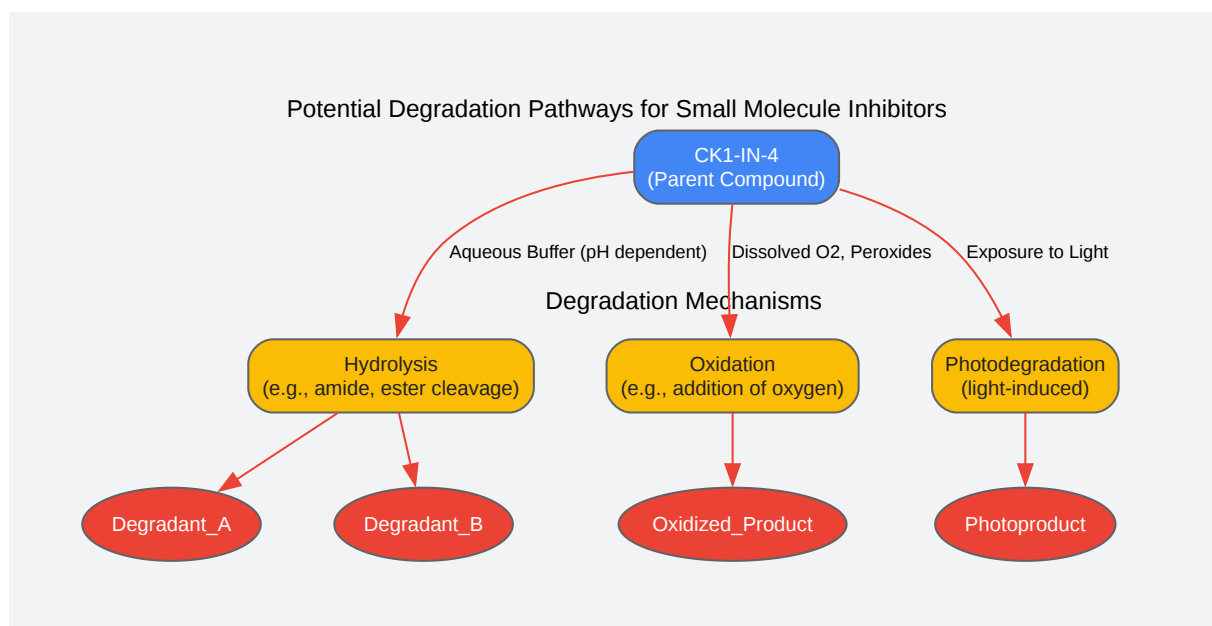 Potential Degradation Pathways for Small Molecule Inhibitors
CK1-IN-4
(Parent Compound)
Aqueous Buffer (pH dependent)
Dissolved O2, Peroxides
Exposure to Light
Degradation Mechanisms
Hydrolysis
(e.g., amide, ester cleavage)
Oxidation
(e.g., addition of oxygen)
Photodegradation
(light-induced)
Degradant_A
Degradant_B
Oxidized_Product
Photoproduct